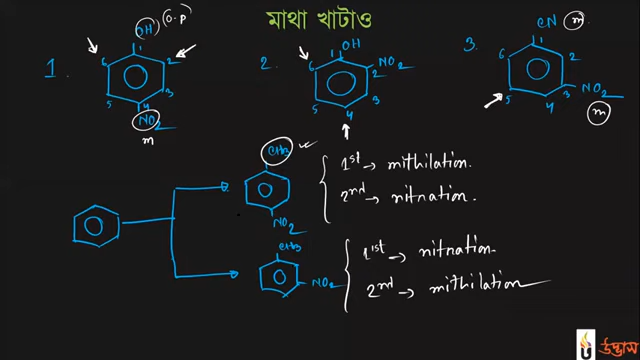 মাথা খাটাও
1.
OH (o-p)
1
2
3
4
5
6
NO2
m
2.
OH
1
NO2
2
3
4
5
6
3.
CN m
1
2
3
NO2
4
5
m
CH3
NO2
1st → mithilation.
2nd → nitnation.
CH3
NO2
1st → nitnation.
2nd → mithilation
U উদ্ভাস